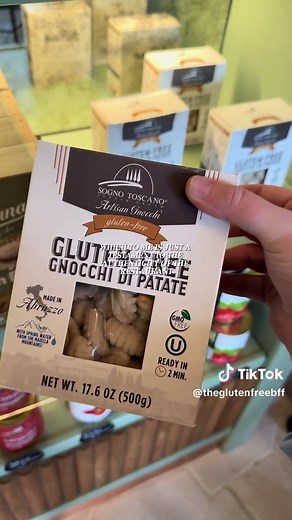 SOGNO TOSCANO®
Artisan Gnocchi
gluten-free
WHICH TO ME IS JUST A
TESTAMENT TO THE
AUTHENTICITY OF THE
RESTAURANT
GLUTEN FREE
GNOCCHI DI PATATE
MADE IN
Abruzzo
WITH SPRING WATER
FROM THE MAJELLA
MOUNTAINS
GMO
FREE
U
READY IN
2 MIN.
NET WT. 17.6 OZ (500g)
TikTok
@theglutenfreebff